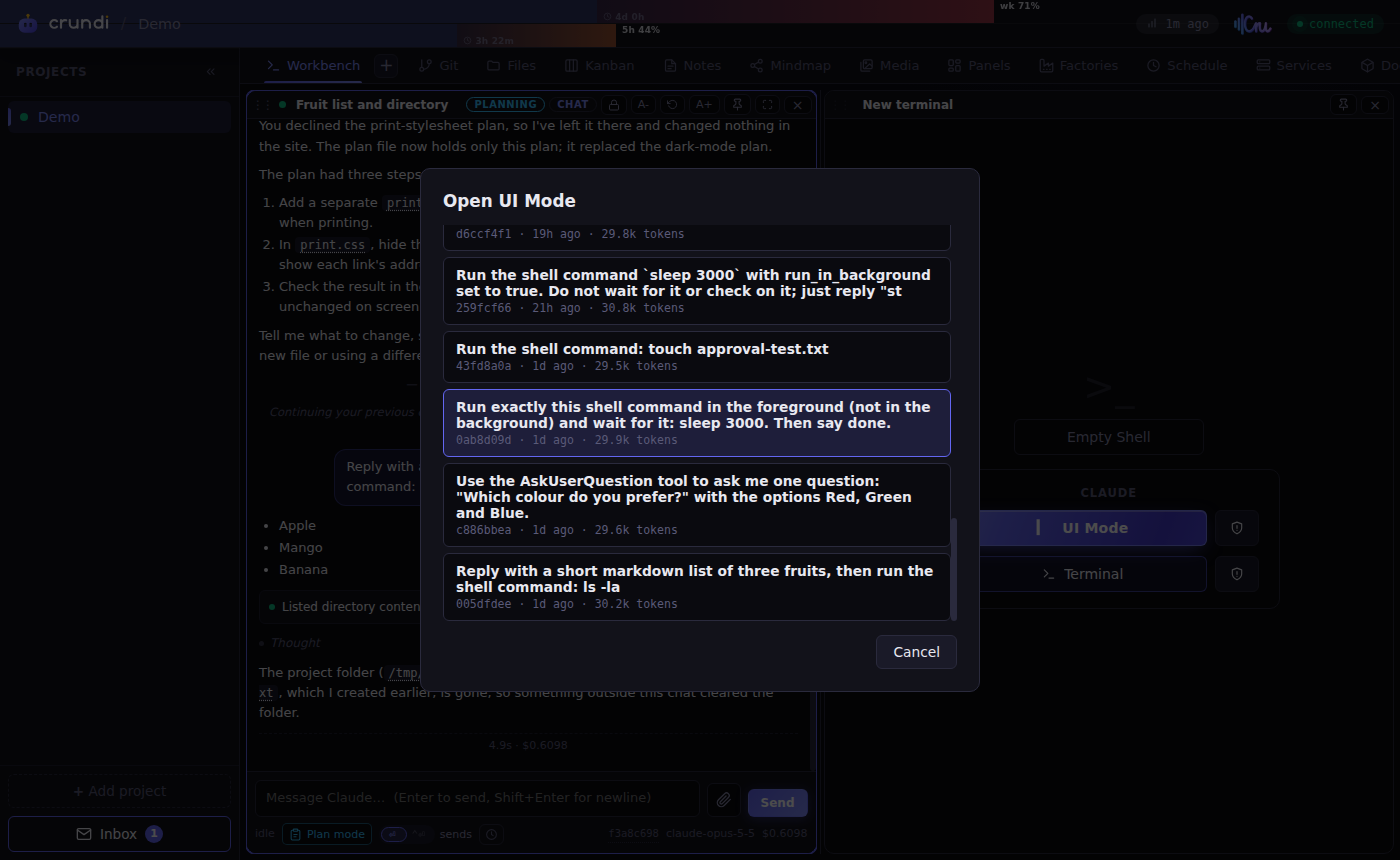 crundi / Demo
4d 9h
wk 71%
3h 22m
5h 44%
1m ago
Cru
connected
PROJECTS «
Workbench + Git Files Kanban Notes Mindmap Media Panels Factories Schedule Services Do
Demo
Fruit list and directory PLANNING CHAT A- A+
New terminal
You declined the print-stylesheet plan, so I've left it there and changed nothing in
the site. The plan file now holds only this plan; it replaced the dark-mode plan.
The plan had three steps
1. Add a separate print
when printing.
2. In print.css, hide th
show each link's addr
3. Check the result in the
unchanged on screen
Tell me what to change, s
new file or using a differe
Continuing your previous
Reply with a
command:
• Apple
• Mango
• Banana
Listed directory conten
Thought
The project folder ( /tmp/
xt , which I created earlier, is gone, so something outside this chat cleared the
folder.
4.9s · $0.6098
Open UI Mode
d6ccf4f1 · 19h ago · 29.8k tokens
Run the shell command `sleep 3000` with run_in_background
set to true. Do not wait for it or check on it; just reply "st
259fcf66 · 21h ago · 30.8k tokens
Run the shell command: touch approval-test.txt
43fd8a0a · 1d ago · 29.5k tokens
Run exactly this shell command in the foreground (not in the
background) and wait for it: sleep 3000. Then say done.
0ab8d09d · 1d ago · 29.9k tokens
Use the AskUserQuestion tool to ask me one question:
"Which colour do you prefer?" with the options Red, Green
and Blue.
c886bbea · 1d ago · 29.6k tokens
Reply with a short markdown list of three fruits, then run the
shell command: ls -la
005dfdee · 1d ago · 30.2k tokens
Cancel
>_
Empty Shell
CLAUDE
UI Mode
Terminal
+ Add project
Inbox 1
Message Claude… (Enter to send, Shift+Enter for newline)
Send
idle Plan mode sends f3a8c698 claude-opus-5-5 $0.6098